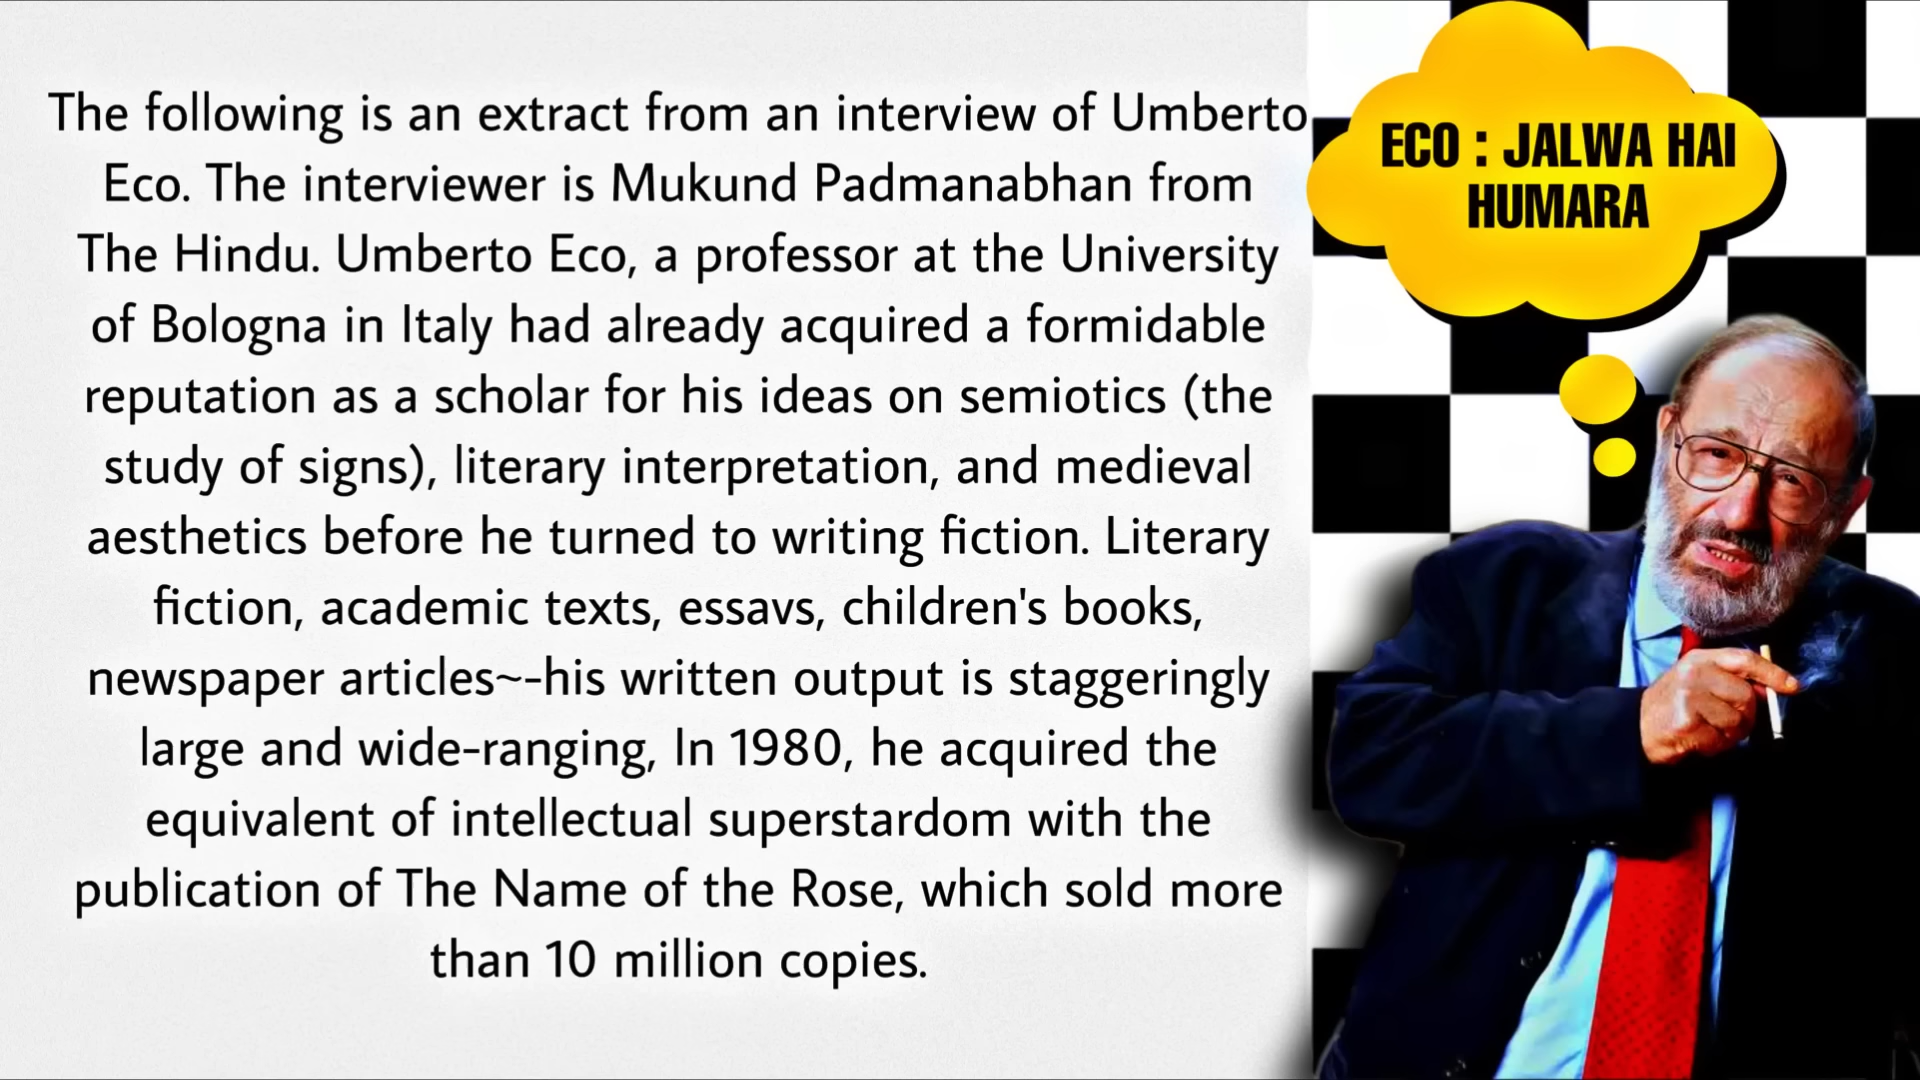 The following is an extract from an interview of Umberto
Eco. The interviewer is Mukund Padmanabhan from
The Hindu. Umberto Eco, a professor at the University
of Bologna in Italy had already acquired a formidable
reputation as a scholar for his ideas on semiotics (the
study of signs), literary interpretation, and medieval
aesthetics before he turned to writing fiction. Literary
fiction, academic texts, essavs, children's books,
newspaper articles~-his written output is staggeringly
large and wide-ranging, In 1980, he acquired the
equivalent of intellectual superstardom with the
publication of The Name of the Rose, which sold more
than 10 million copies.
ECO : JALWA HAI
HUMARA